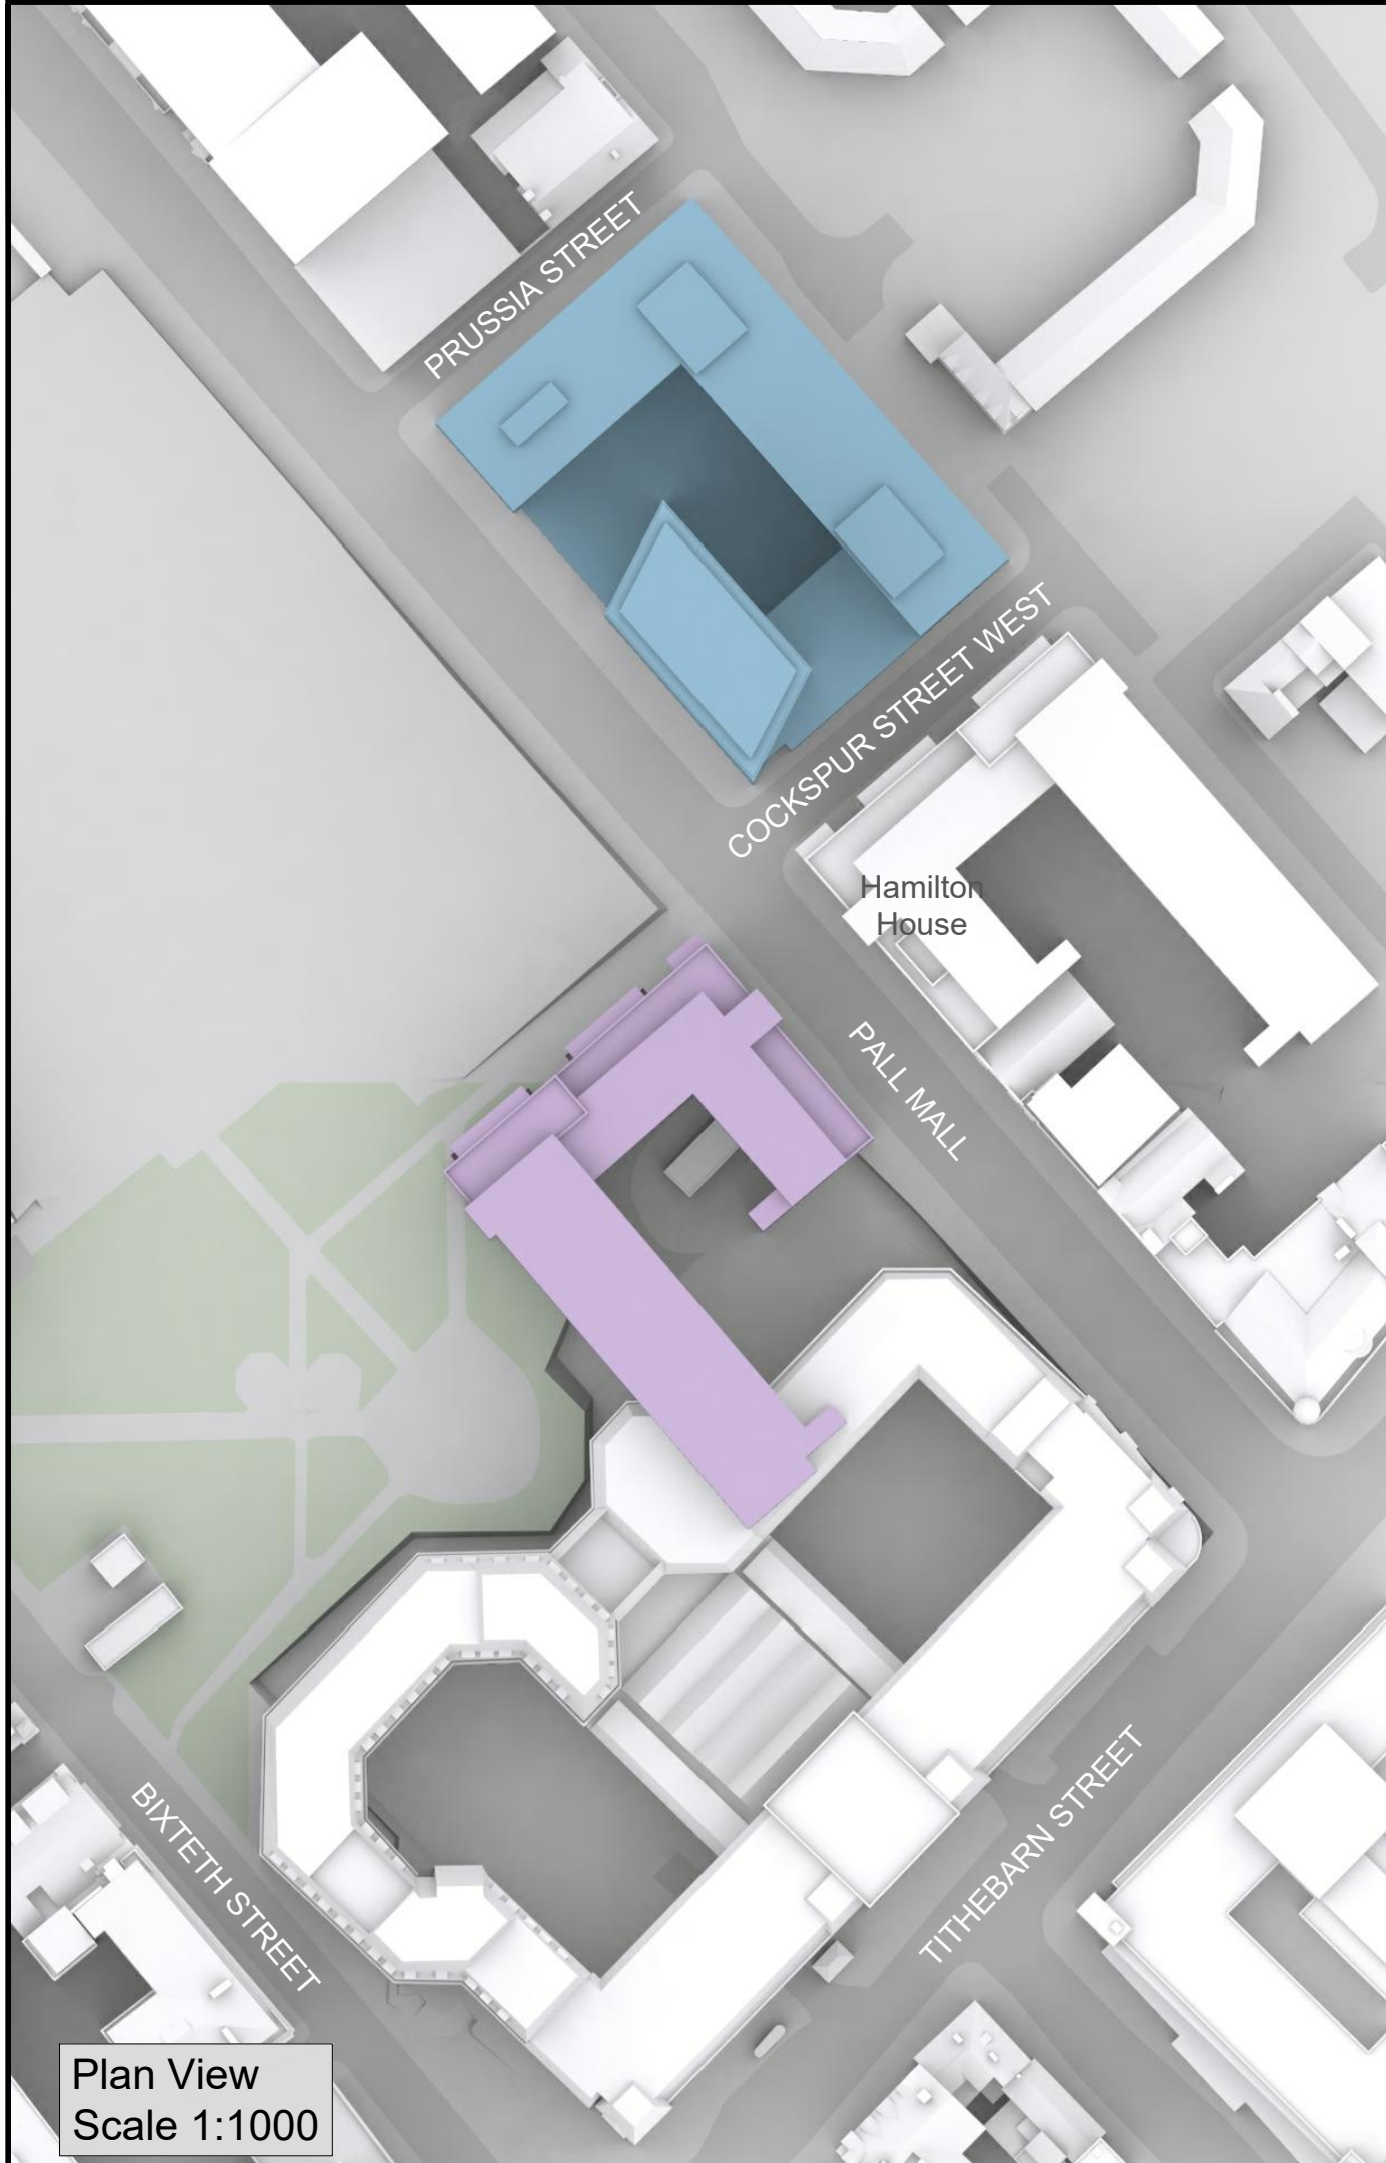 PRUSSIA STREET
COCKSPUR STREET WEST
Hamilton
House
PALL MALL
TITHEBARN STREET
BIXTETH STREET
Plan View
Scale 1:1000